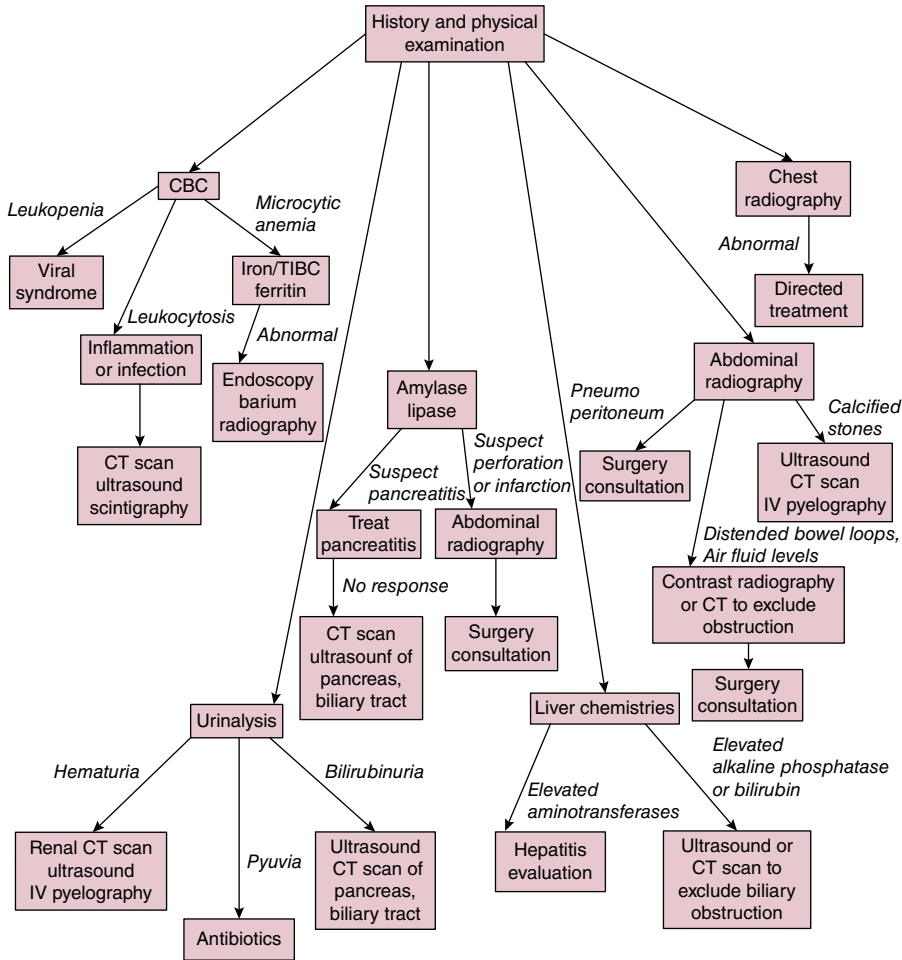 History and physical
examination
CBC
Leukopenia
Viral
syndrome
Leukocytosis
Inflammation
or infection
CT scan
ultrasound
scintigraphy
Microcytic
anemia
Iron/TIBC
ferritin
Abnormal
Endoscopy
barium
radiography
Urinalysis
Hematuria
Renal CT scan
ultrasound
IV pyelography
Pyuvia
Antibiotics
Bilirubinuria
Ultrasound
CT scan of
pancreas,
biliary tract
Amylase
lipase
Suspect
pancreatitis
Treat
pancreatitis
No response
CT scan
ultrasounf of
pancreas,
biliary tract
Suspect
perforation
or infarction
Abdominal
radiography
Surgery
consultation
Liver chemistries
Elevated
aminotransferases
Hepatitis
evaluation
Elevated
alkaline phosphatase
or bilirubin
Ultrasound or
CT scan to
exclude biliary
obstruction
Abdominal
radiography
Pneumo
peritoneum
Surgery
consultation
Distended bowel loops,
Air fluid levels
Contrast radiography
or CT to exclude
obstruction
Surgery
consultation
Calcified
stones
Ultrasound
CT scan
IV pyelography
Chest
radiography
Abnormal
Directed
treatment